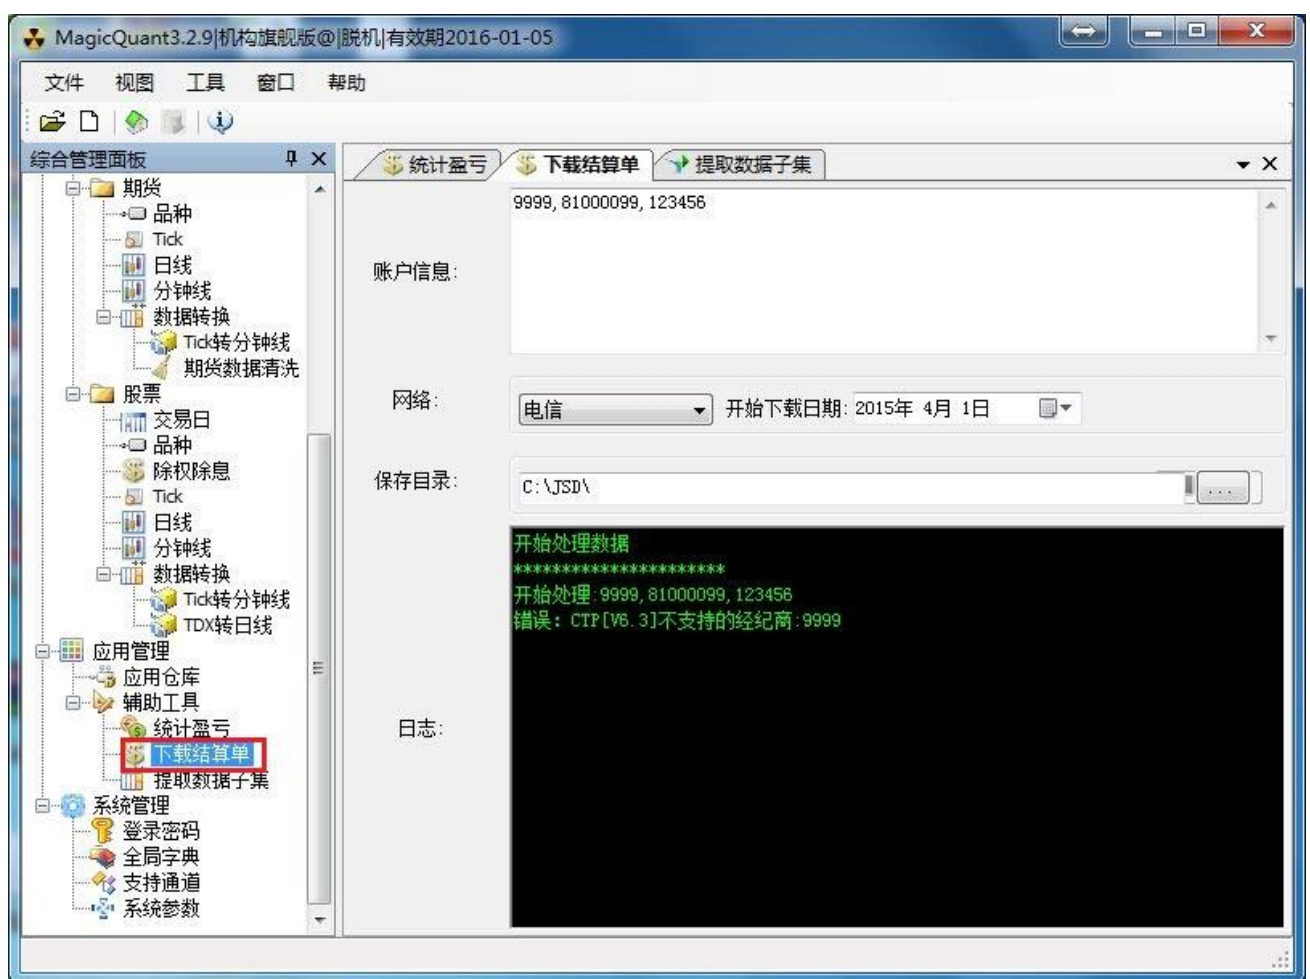 MagicQuant3.2.9|机构旗舰版@|脱机|有效期2016-01-05
文件 视图 工具 窗口 帮助
综合管理面板
期货
品种
Tick
日线
分钟线
数据转换
Tick转分钟线
期货数据清洗
股票
交易日
品种
除权除息
Tick
日线
分钟线
数据转换
Tick转分钟线
TDX转日线
应用管理
应用仓库
辅助工具
统计盈亏
下载结算单
提取数据子集
系统管理
登录密码
全局字典
支持通道
系统参数
统计盈亏 下载结算单 提取数据子集
账户信息:
9999,81000099,123456
网络:
电信 开始下载日期: 2015年 4月 1日
保存目录:
C:\JSD\
...
日志:
开始处理数据
**********************
开始处理:9999,81000099,123456
错误: CTP[V6.3]不支持的经纪商:9999